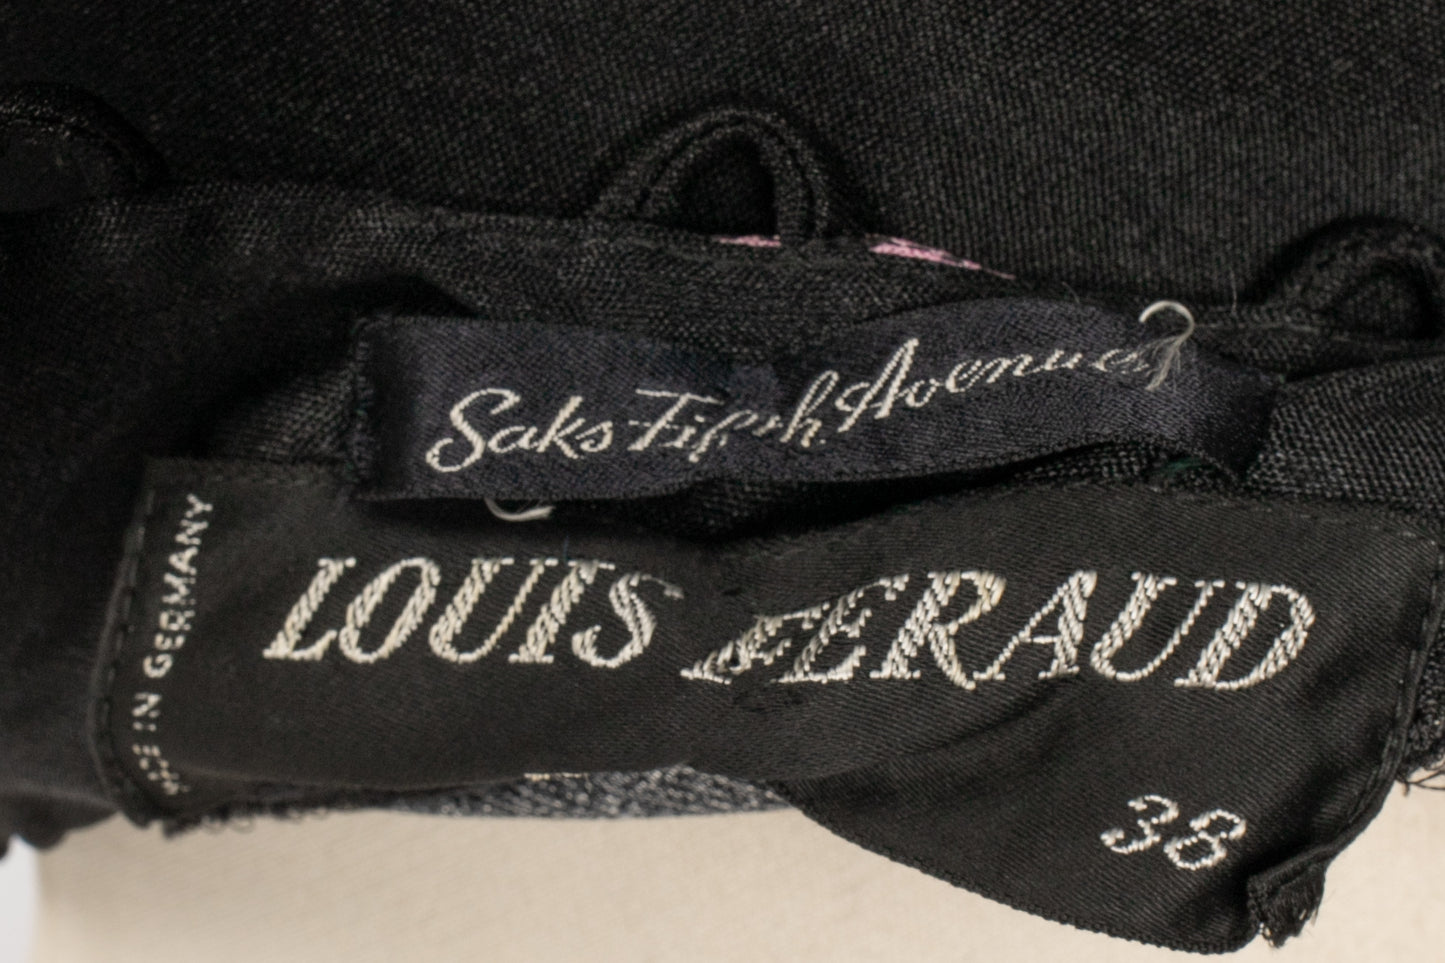 Saks Fifth Avenue
LOUIS FERAUD
MADE IN GERMANY
38